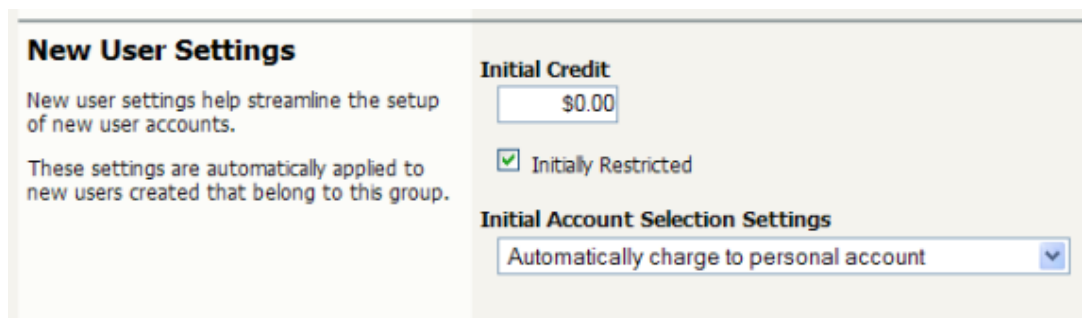 New User Settings
New user settings help streamline the setup
of new user accounts.
These settings are automatically applied to
new users created that belong to this group.
Initial Credit
$0.00
Initially Restricted
Initial Account Selection Settings
Automatically charge to personal account